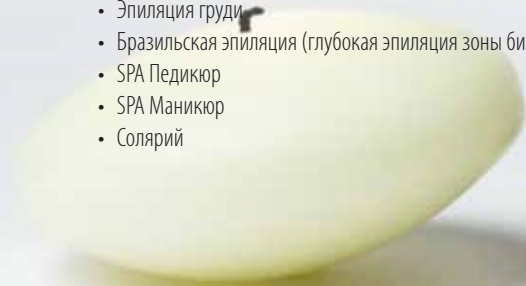 • Эпиляция груди
• Бразильская эпиляция (глубокая эпиляция зоны би
• SPA Педикюр
• SPA Маникюр
• Солярий